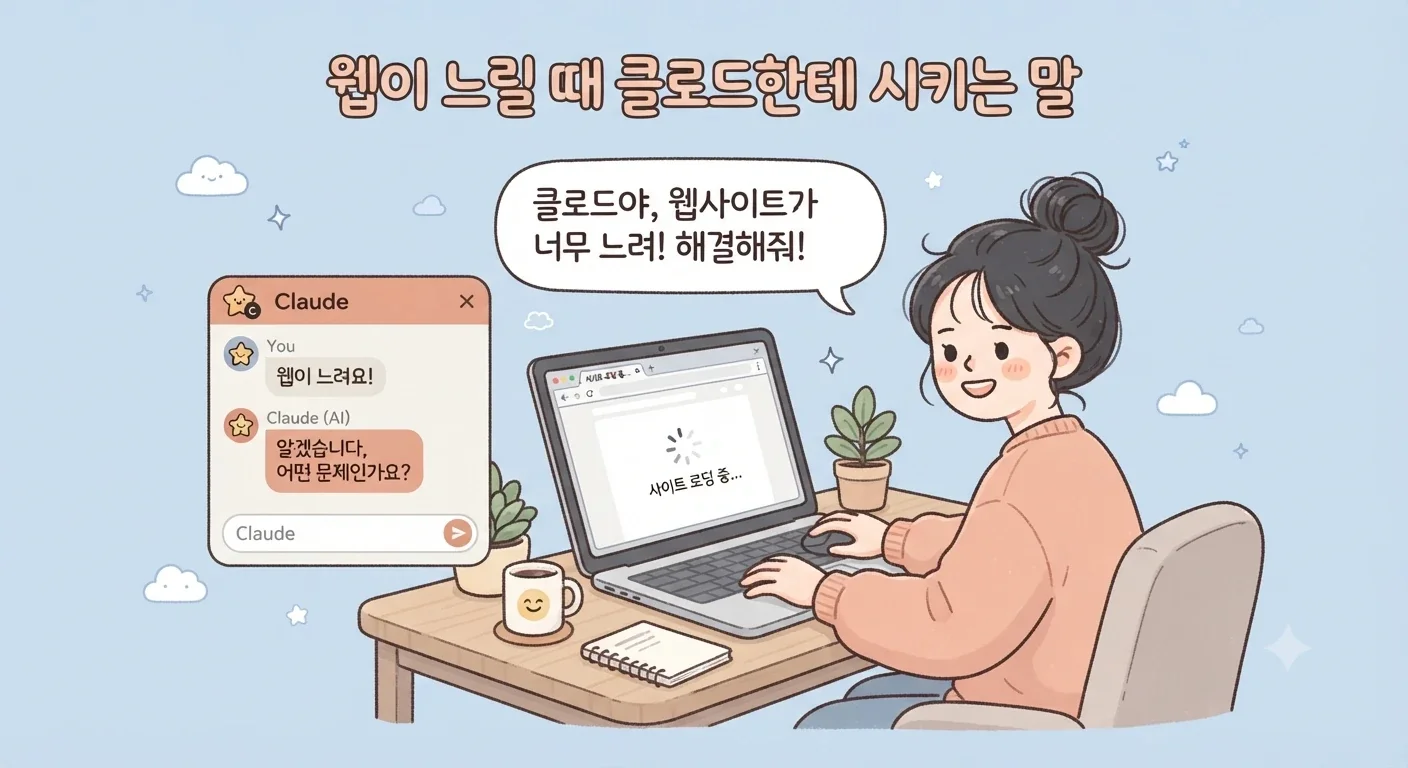 웹이 느릴 때 클로드한테 시키는 말
클로드야, 웹사이트가
너무 느려! 해결해줘!
Claude
You
웹이 느려요!
Claude (AI)
알겠습니다,
어떤 문제인가요?
Claude
사이트 로딩 중...